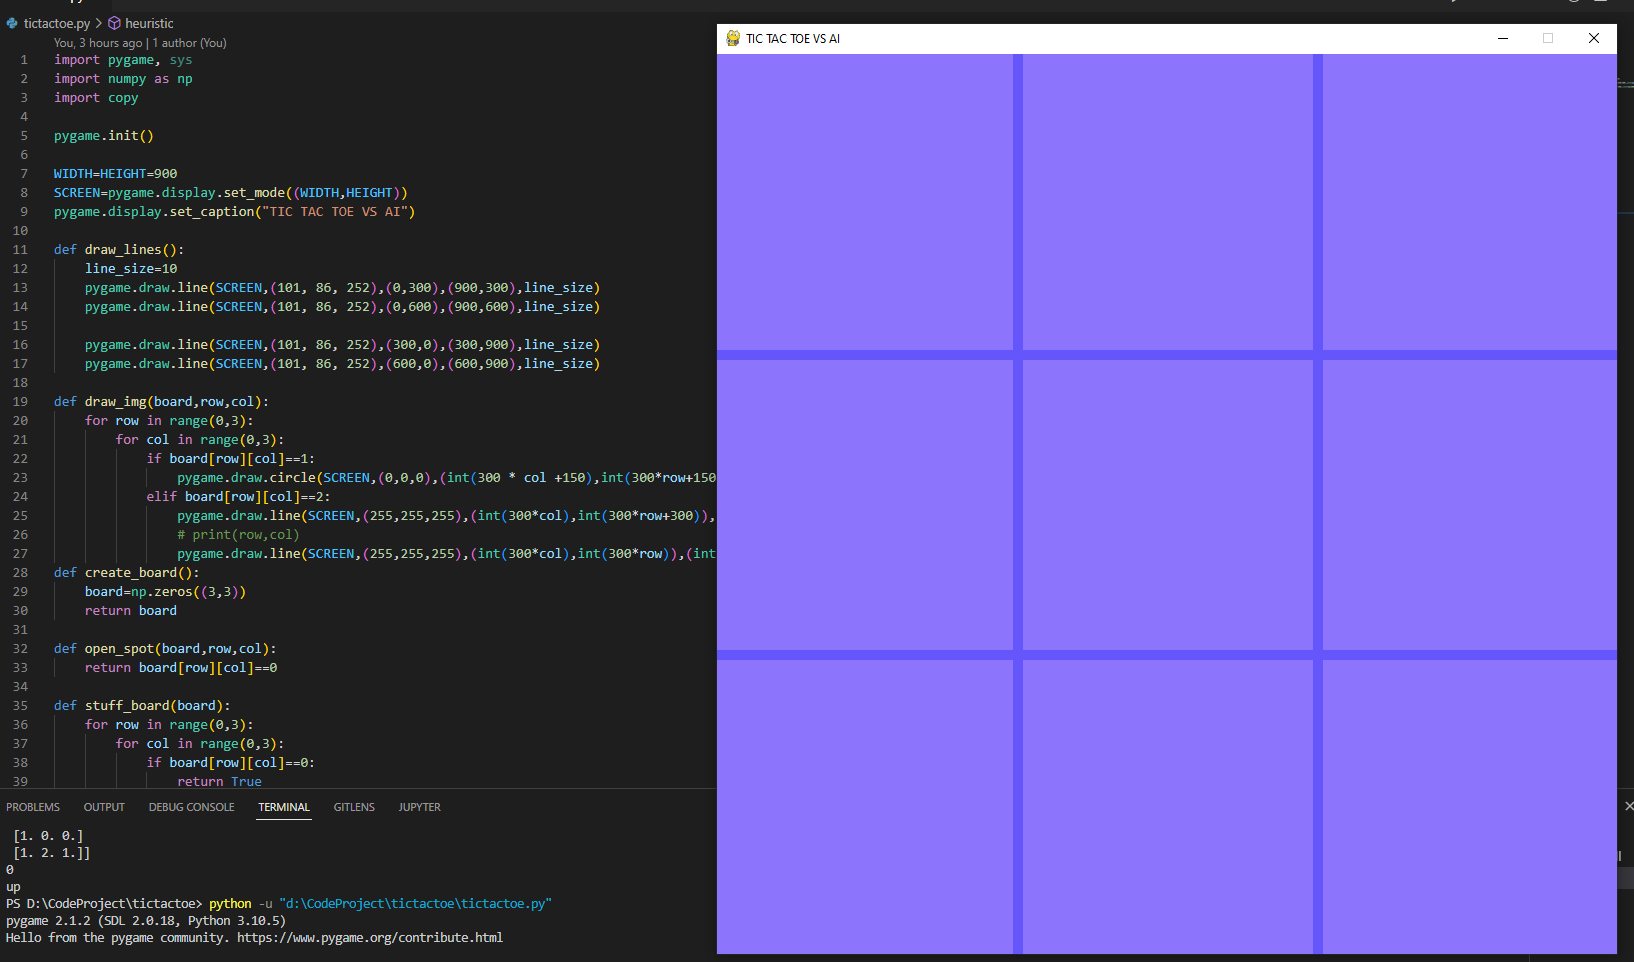 tictactoe.py > heuristic
You, 3 hours ago | 1 author (You)
1 import pygame, sys
2 import numpy as np
3 import copy
4
5 pygame.init()
6
7 WIDTH=HEIGHT=900
8 SCREEN=pygame.display.set_mode((WIDTH,HEIGHT))
9 pygame.display.set_caption("TIC TAC TOE VS AI")
10
11 def draw_lines():
12     line_size=10
13     pygame.draw.line(SCREEN,(101, 86, 252),(0,300),(900,300),line_size)
14     pygame.draw.line(SCREEN,(101, 86, 252),(0,600),(900,600),line_size)
15
16     pygame.draw.line(SCREEN,(101, 86, 252),(300,0),(300,900),line_size)
17     pygame.draw.line(SCREEN,(101, 86, 252),(600,0),(600,900),line_size)
18
19 def draw_img(board,row,col):
20     for row in range(0,3):
21         for col in range(0,3):
22             if board[row][col]==1:
23                 pygame.draw.circle(SCREEN,(0,0,0),(int(300 * col +150),int(300*row+150
24             elif board[row][col]==2:
25                 pygame.draw.line(SCREEN,(255,255,255),(int(300*col),int(300*row+300)),
26                 # print(row,col)
27                 pygame.draw.line(SCREEN,(255,255,255),(int(300*col),int(300*row)),(int
28 def create_board():
29     board=np.zeros((3,3))
30     return board
31
32 def open_spot(board,row,col):
33     return board[row][col]==0
34
35 def stuff_board(board):
36     for row in range(0,3):
37         for col in range(0,3):
38             if board[row][col]==0:
39                 return True
PROBLEMS OUTPUT DEBUG CONSOLE TERMINAL GITLENS JUPYTER
[1. 0. 0.]
[1. 2. 1.]]
0
up
PS D:\CodeProject\tictactoe> python -u "d:\CodeProject\tictactoe\tictactoe.py"
pygame 2.1.2 (SDL 2.0.18, Python 3.10.5)
Hello from the pygame community. https://www.pygame.org/contribute.html
TIC TAC TOE VS AI